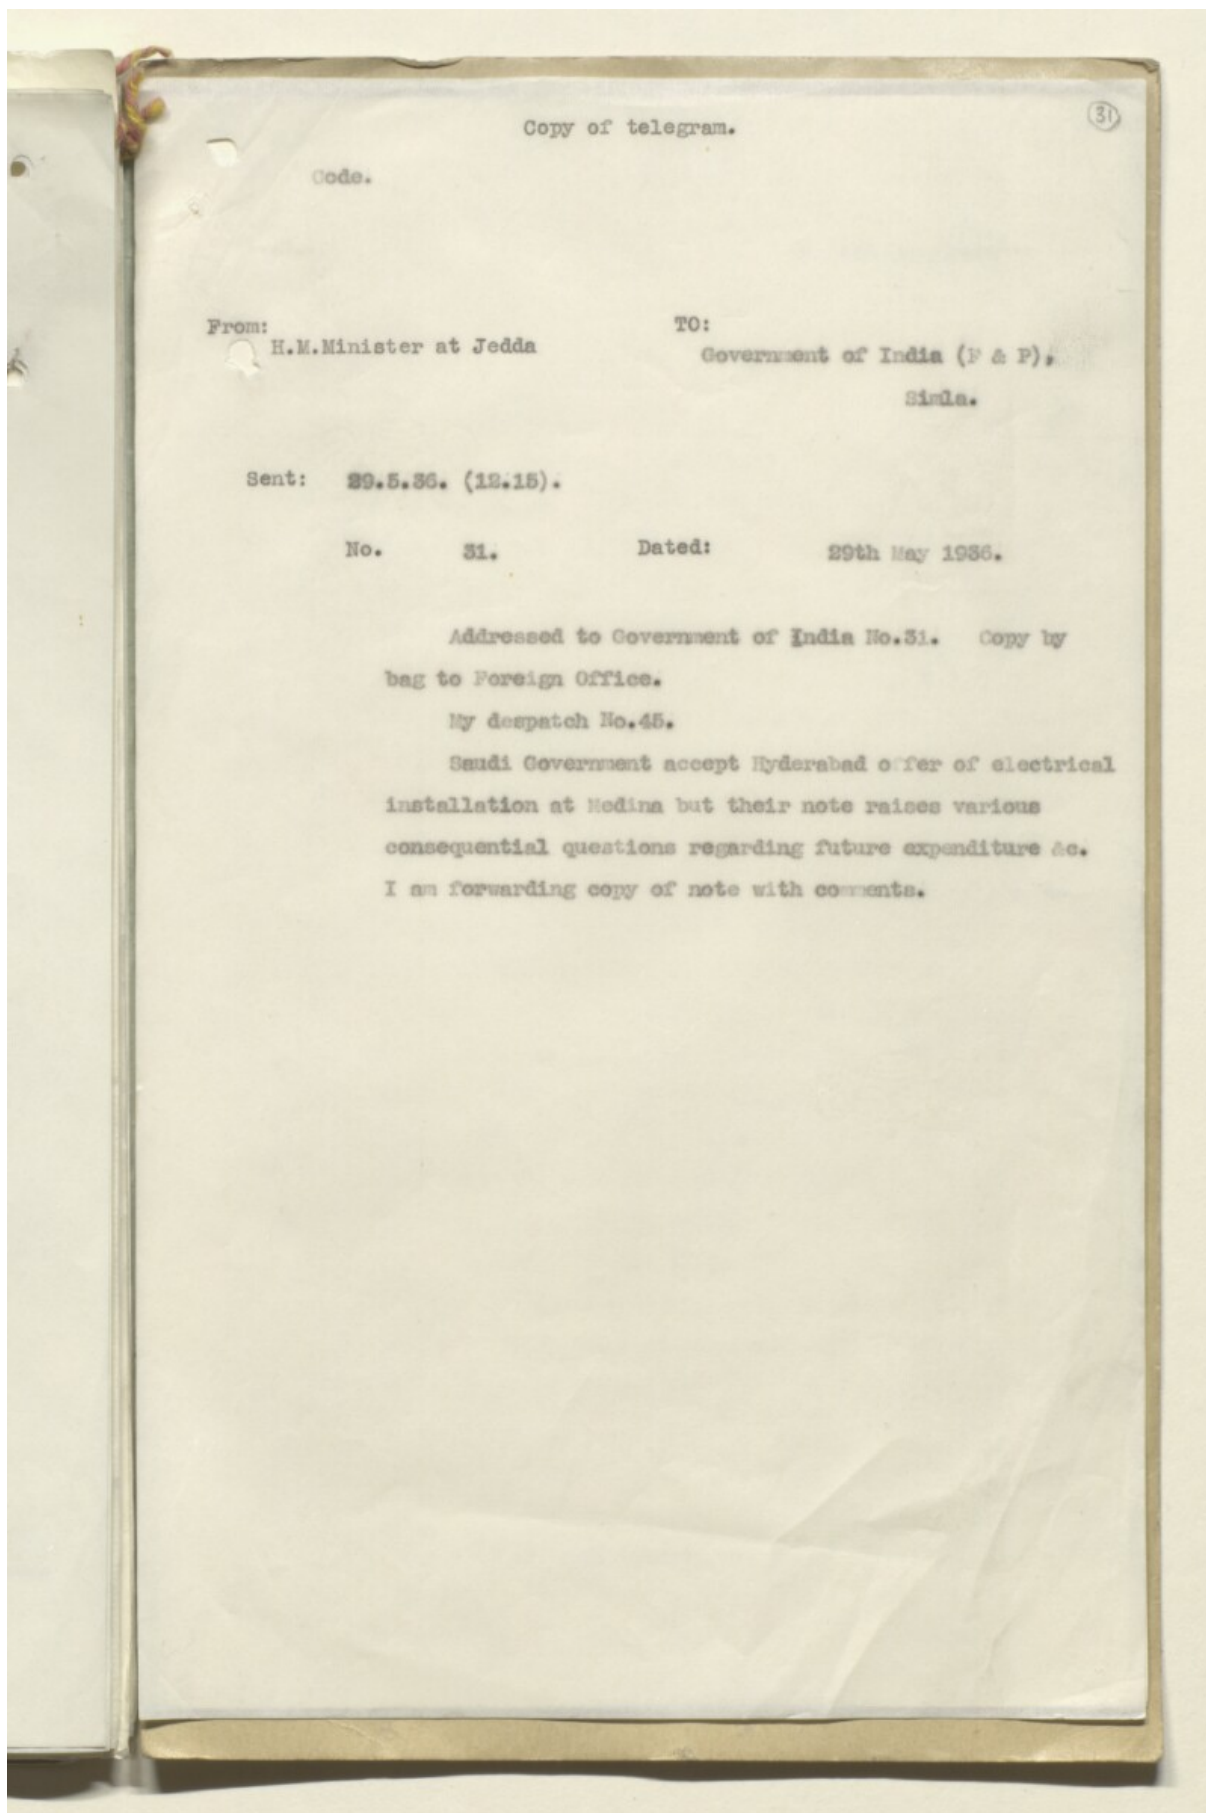 31
Copy of telegram.
Code.
From:
H.M.Minister at Jedda
TO:
Government of India (F & P),
Simla.
Sent: 29.5.36. (12.15).
No. 31. Dated: 29th May 1936.
Addressed to Government of India No.31. Copy by
bag to Foreign Office.
My despatch No.45.
Saudi Government accept Hyderabad offer of electrical
installation at Medina but their note raises various
consequential questions regarding future expenditure &c.
I am forwarding copy of note with comments.